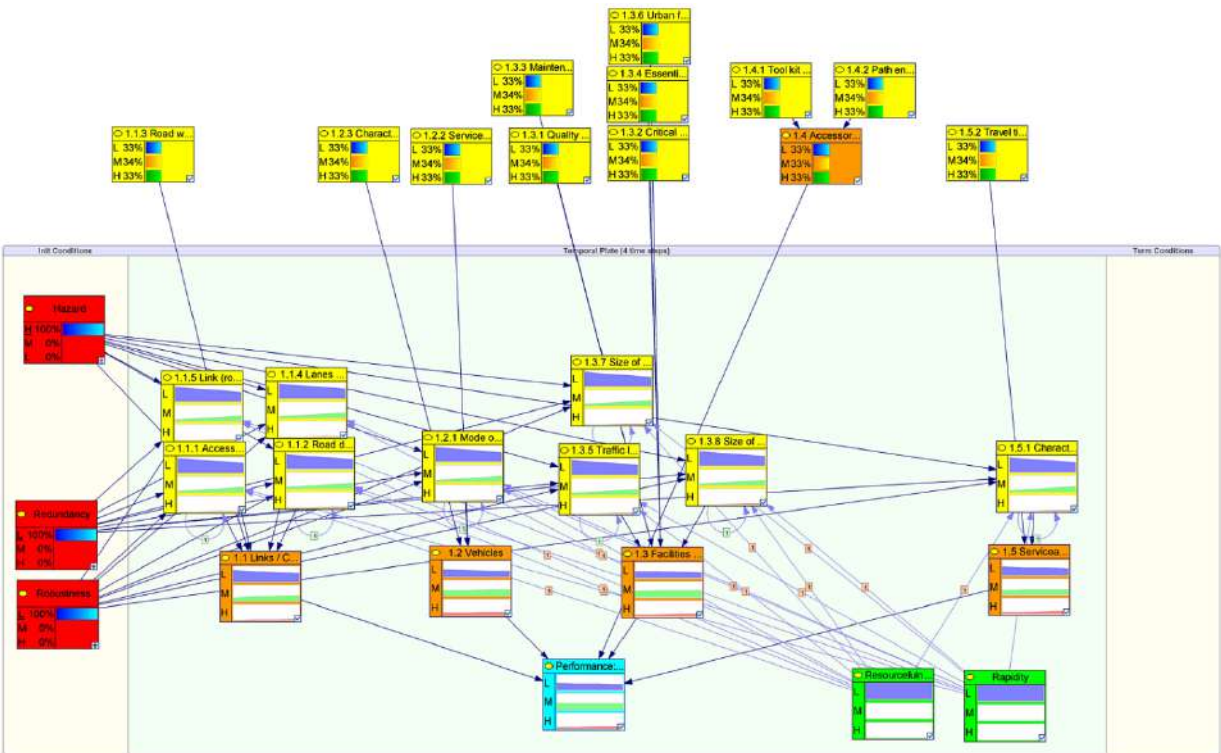 1.3.6 Urban f...
L 33%
M34%
H 33%
1.3.3 Mainten...
L 33%
M34%
H 33%
1.3.4 Essenti...
L 33%
M34%
H 33%
1.4.1 Tool kit ...
L 33%
M34%
H 33%
1.4.2 Path en...
L 33%
M34%
H 33%
1.1.3 Road w...
L 33%
M34%
H 33%
1.2.3 Charact...
L 33%
M34%
H 33%
1.2.2 Service...
L 33%
M34%
H 33%
1.3.1 Quality ...
L 33%
M34%
H 33%
1.3.2 Critical ...
L 33%
M34%
H 33%
1.4 Accessor...
L 33%
M33%
H 33%
1.5.2 Travel ti...
L 33%
M34%
H 33%
Init Conditions
Temporal Plate (4 time steps)
Term Conditions
Hazard
H 100%
M 0%
L 0%
1.1.5 Link (ro...
L
M
H
1.1.4 Lanes ...
L
M
H
1.3.7 Size of ...
L
M
H
1.1.1 Access...
L
M
H
1.1.2 Road d...
L
M
H
1.2.1 Mode o...
L
M
H
1.3.5 Traffic l...
L
M
H
1.3.8 Size of ...
L
M
H
1.5.1 Charact...
L
M
H
Redundancy
L 100%
M 0%
H 0%
Robustness
L 100%
M 0%
H 0%
1.1 Links / C...
L
M
H
1.2 Vehicles
L
M
H
1.3 Facilities ...
L
M
H
1.5 Servicea...
L
M
H
Performance:...
L
M
H
Resourcefuln...
L
M
H
Rapidity
L
M
H